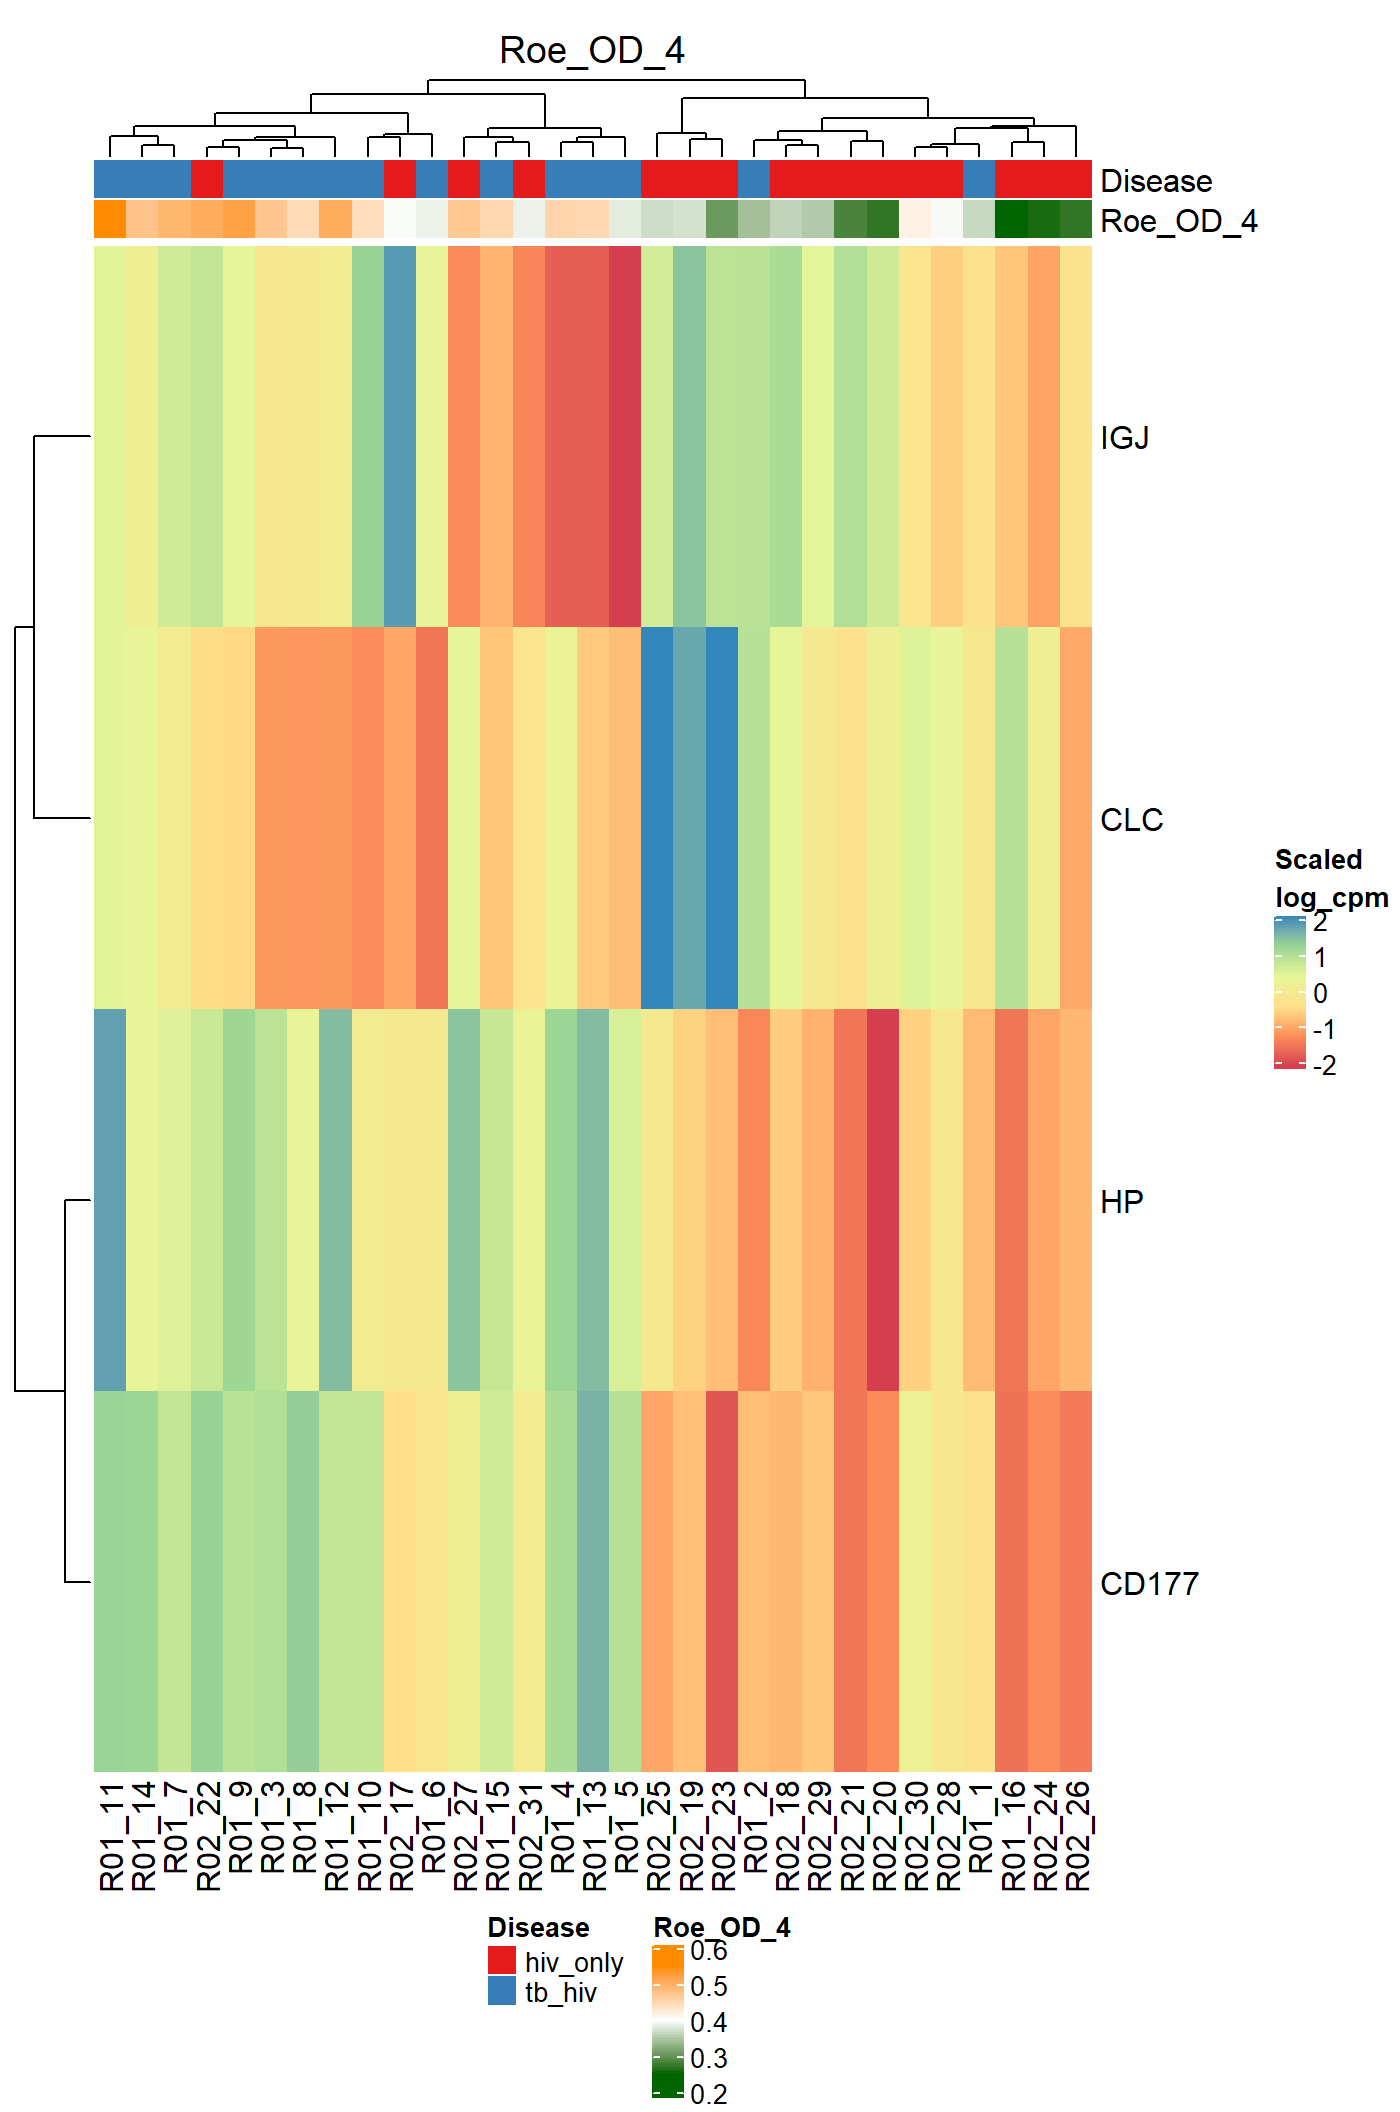 Roe_OD_4
Disease
Roe_OD_4
IGJ
CLC
HP
CD177
Scaled
log_cpm
2
1
0
-1
-2
R01_11
R01_14
R01_7
R02_22
R01_9
R01_3
R01_8
R01_12
R01_10
R02_17
R01_6
R02_27
R01_15
R02_31
R01_4
R01_13
R01_5
R02_25
R02_19
R02_23
R01_2
R02_18
R02_29
R02_21
R02_20
R02_30
R02_28
R01_1
R01_16
R02_24
R02_26
Disease
hiv_only
tb_hiv
Roe_OD_4
0.6
0.5
0.4
0.3
0.2